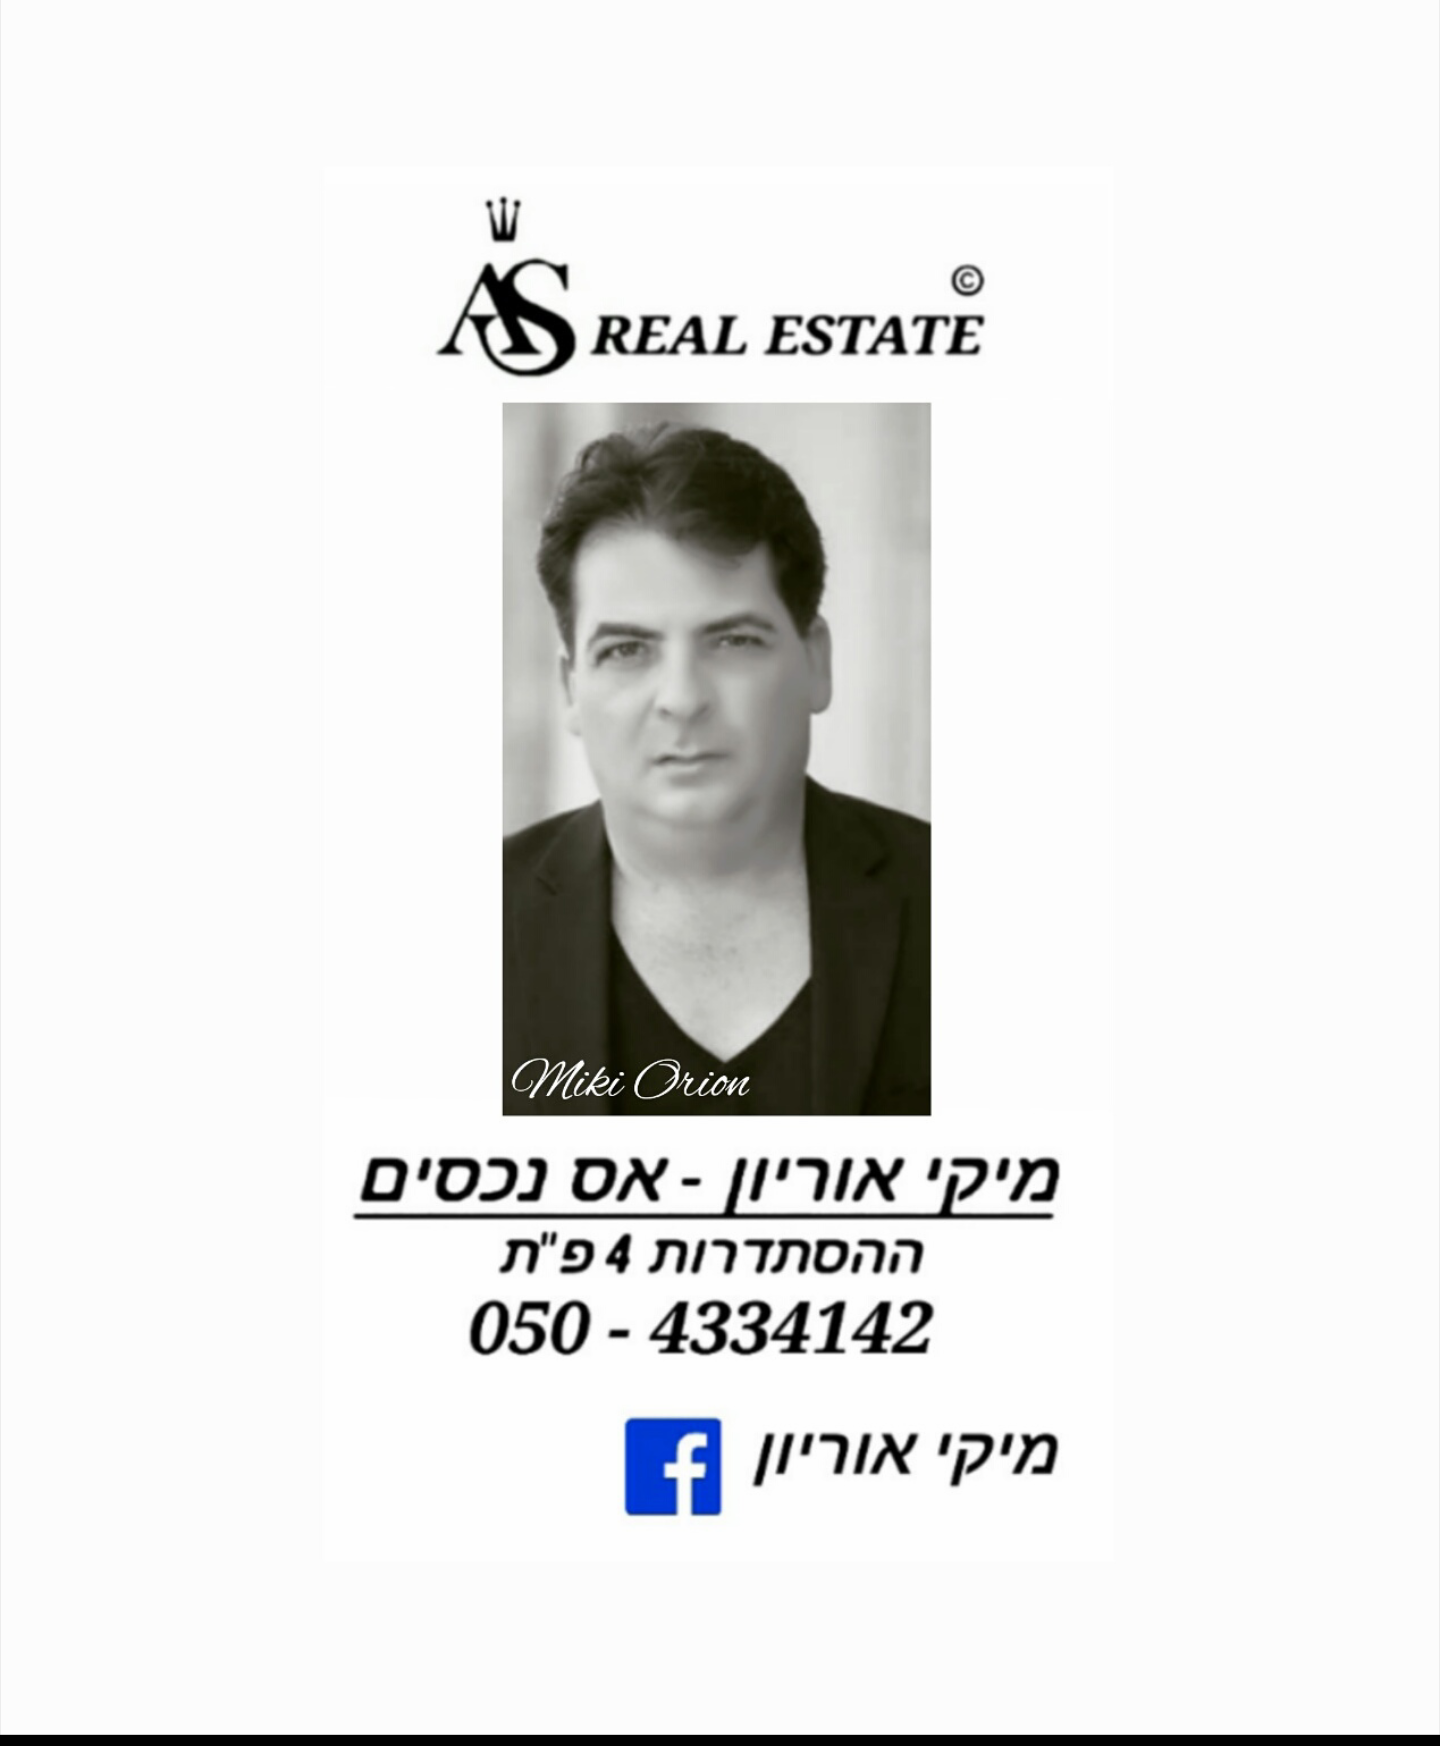 AS REAL ESTATE ©
Miki Orion
מיקי אוריון - אס נכסים
ההסתדרות 4 פ"ת
050 - 4334142
מיקי אוריון